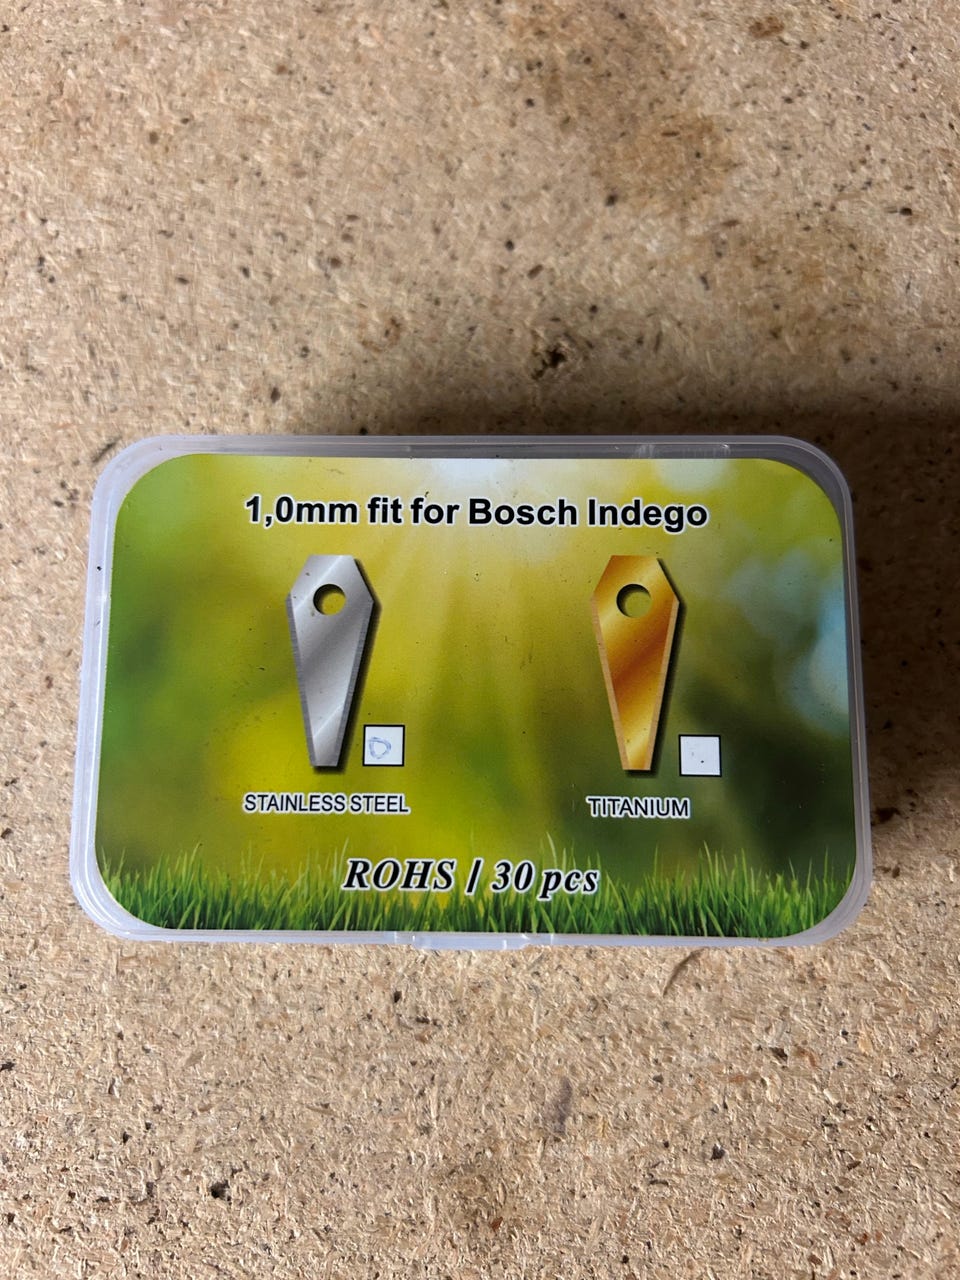 1,0mm fit for Bosch Indego
STAINLESS STEEL
TITANIUM
ROHS / 30 pcs